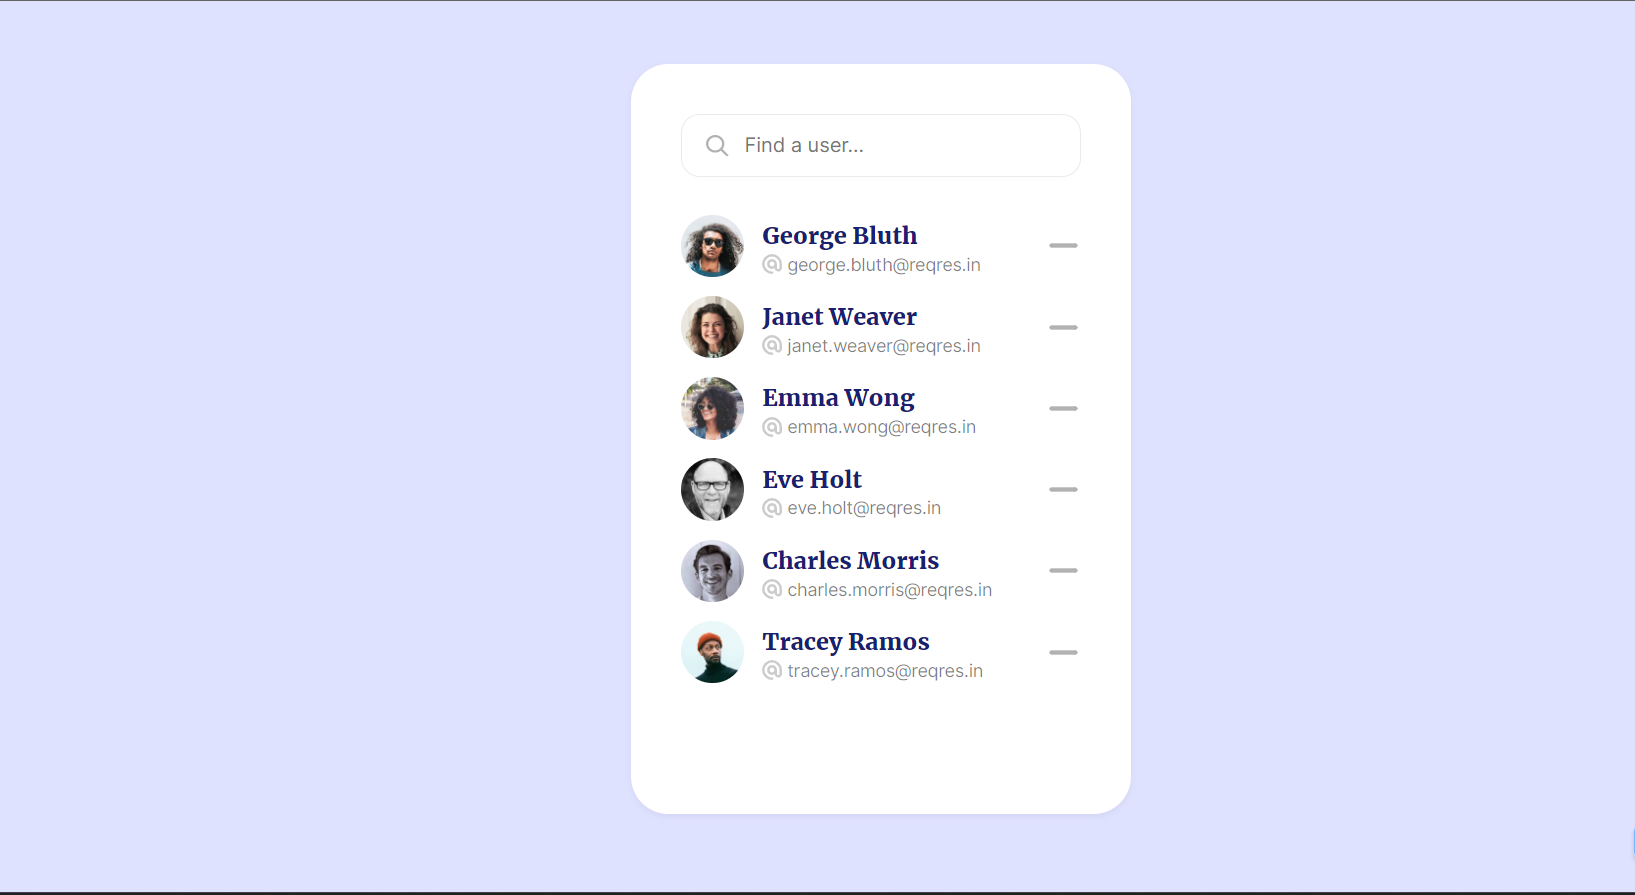 Find a user...
George Bluth
george.bluth@reqres.in
Janet Weaver
janet.weaver@reqres.in
Emma Wong
emma.wong@reqres.in
Eve Holt
eve.holt@reqres.in
Charles Morris
charles.morris@reqres.in
Tracey Ramos
tracey.ramos@reqres.in